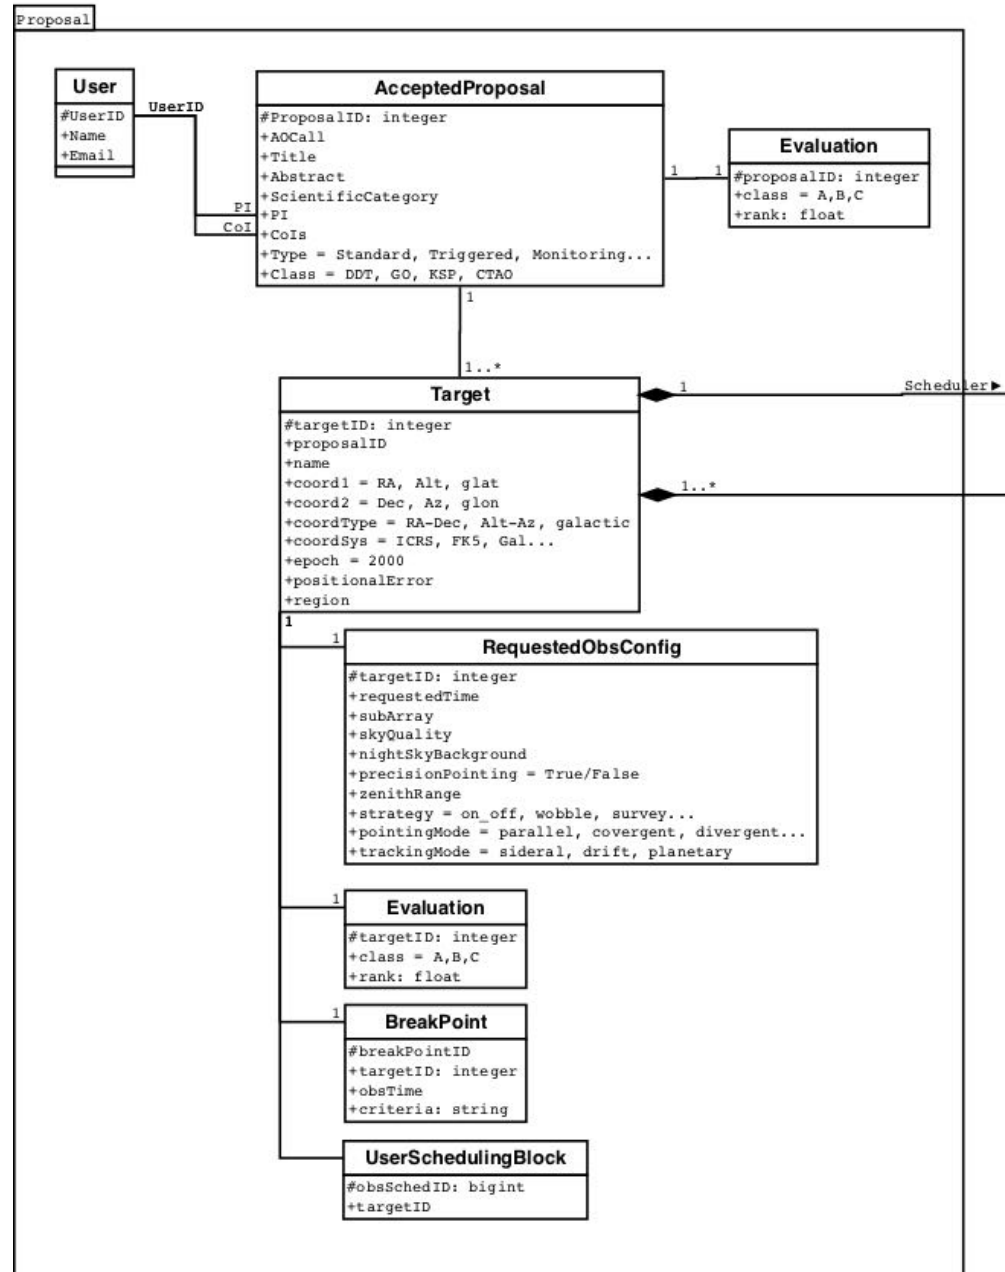 Proposal
User
#UserID
+Name
+Email
UserID
PI
CoI
AcceptedProposal
#ProposalID: integer
+AOCall
+Title
+Abstract
+ScientificCategory
+PI
+CoIs
+Type = Standard, Triggered, Monitoring...
+Class = DDT, GO, KSP, CTAO
1
1
Evaluation
#proposalID: integer
+class = A,B,C
+rank: float
1
1..*
Target
#targetID: integer
+proposalID
+name
+coord1 = RA, Alt, glat
+coord2 = Dec, Az, glon
+coordType = RA-Dec, Alt-Az, galactic
+coordSys = ICRS, FK5, Gal...
+epoch = 2000
+positionalError
+region
1
Scheduler▶
1..*
1
1
RequestedObsConfig
#targetID: integer
+requestedTime
+subArray
+skyQuality
+nightSkyBackground
+precisionPointing = True/False
+zenithRange
+strategy = on_off, wobble, survey...
+pointingMode = parallel, covergent, divergent...
+trackingMode = sideral, drift, planetary
1
Evaluation
#targetID: integer
+class = A,B,C
+rank: float
1
BreakPoint
#breakPointID
+targetID: integer
+obsTime
+criteria: string
UserSchedulingBlock
#obsSchedID: bigint
+targetID